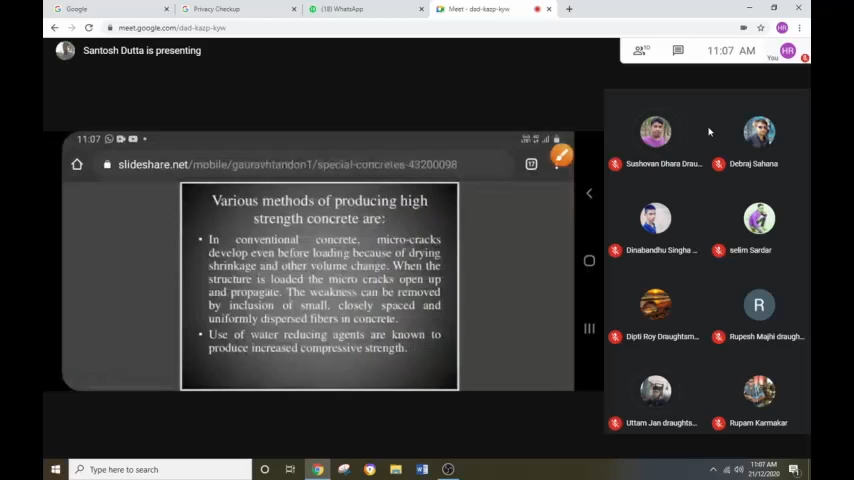 Google
Privacy Checkup
(18) WhatsApp
Meet - dad-kazp-kyw
meet.google.com/dad-kazp-kyw
HR
Santosh Dutta is presenting
10
11:07 AM
You
HR
11:07
slideshare.net/mobile/gauravhtandon1/special-concretes-43200098
17
Various methods of producing high
strength concrete are:
• In conventional concrete, micro-cracks
develop even before loading because of drying
shrinkage and other volume change. When the
structure is loaded the micro cracks open up
and propagate. The weakness can be removed
by inclusion of small, closely spaced and
uniformly dispersed fibers in concrete.
• Use of water reducing agents are known to
produce increased compressive strength.
Sushovan Dhara Drau...
Debraj Sahana
Dinabandhu Singha ...
selim Sardar
R
Dipti Roy Draughtsm...
Rupesh Majhi draugh...
Uttam Jan draughts...
Rupam Karmakar
Type here to search
11:07 AM
21/12/2020